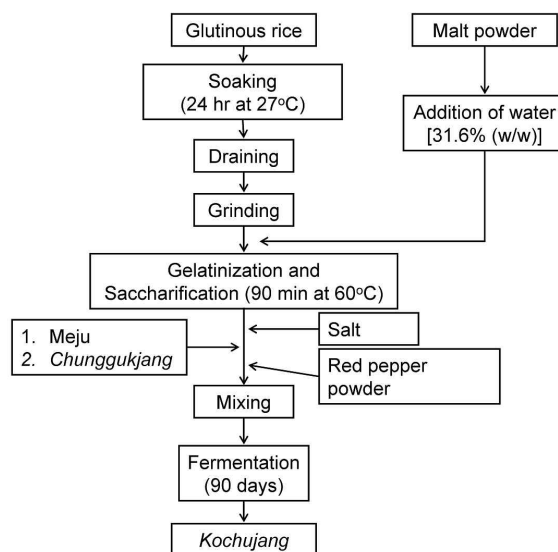 Glutinous rice
Malt powder
Soaking
(24 hr at 27°C)
Addition of water
[31.6% (w/w)]
Draining
Grinding
Gelatinization and
Saccharification (90 min at 60°C)
1. Meju
2. Chunggukjang
Salt
Red pepper
powder
Mixing
Fermentation
(90 days)
Kochujang